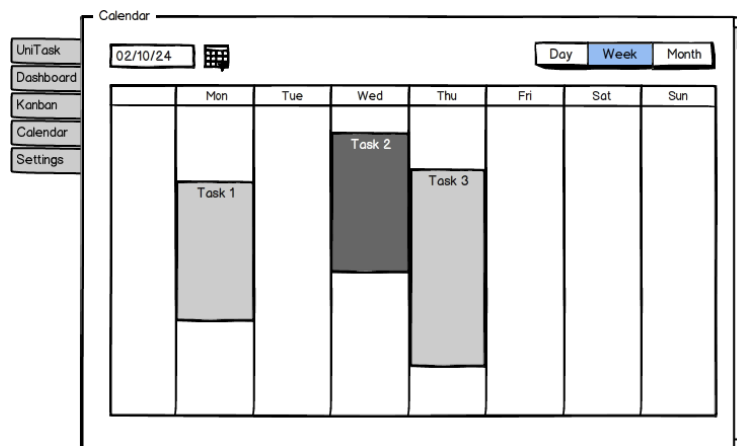 Calendar
UniTask
Dashboard
Kanban
Calendar
Settings
02/10/24
Day Week Month
Mon Tue Wed Thu Fri Sat Sun
Task 2
Task 3
Task 1